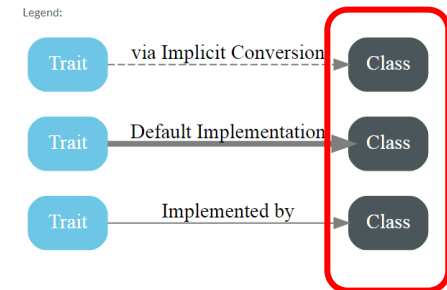 Legend:
Trait via Implicit Conversion Class
Trait Default Implementation Class
Trait Implemented by Class